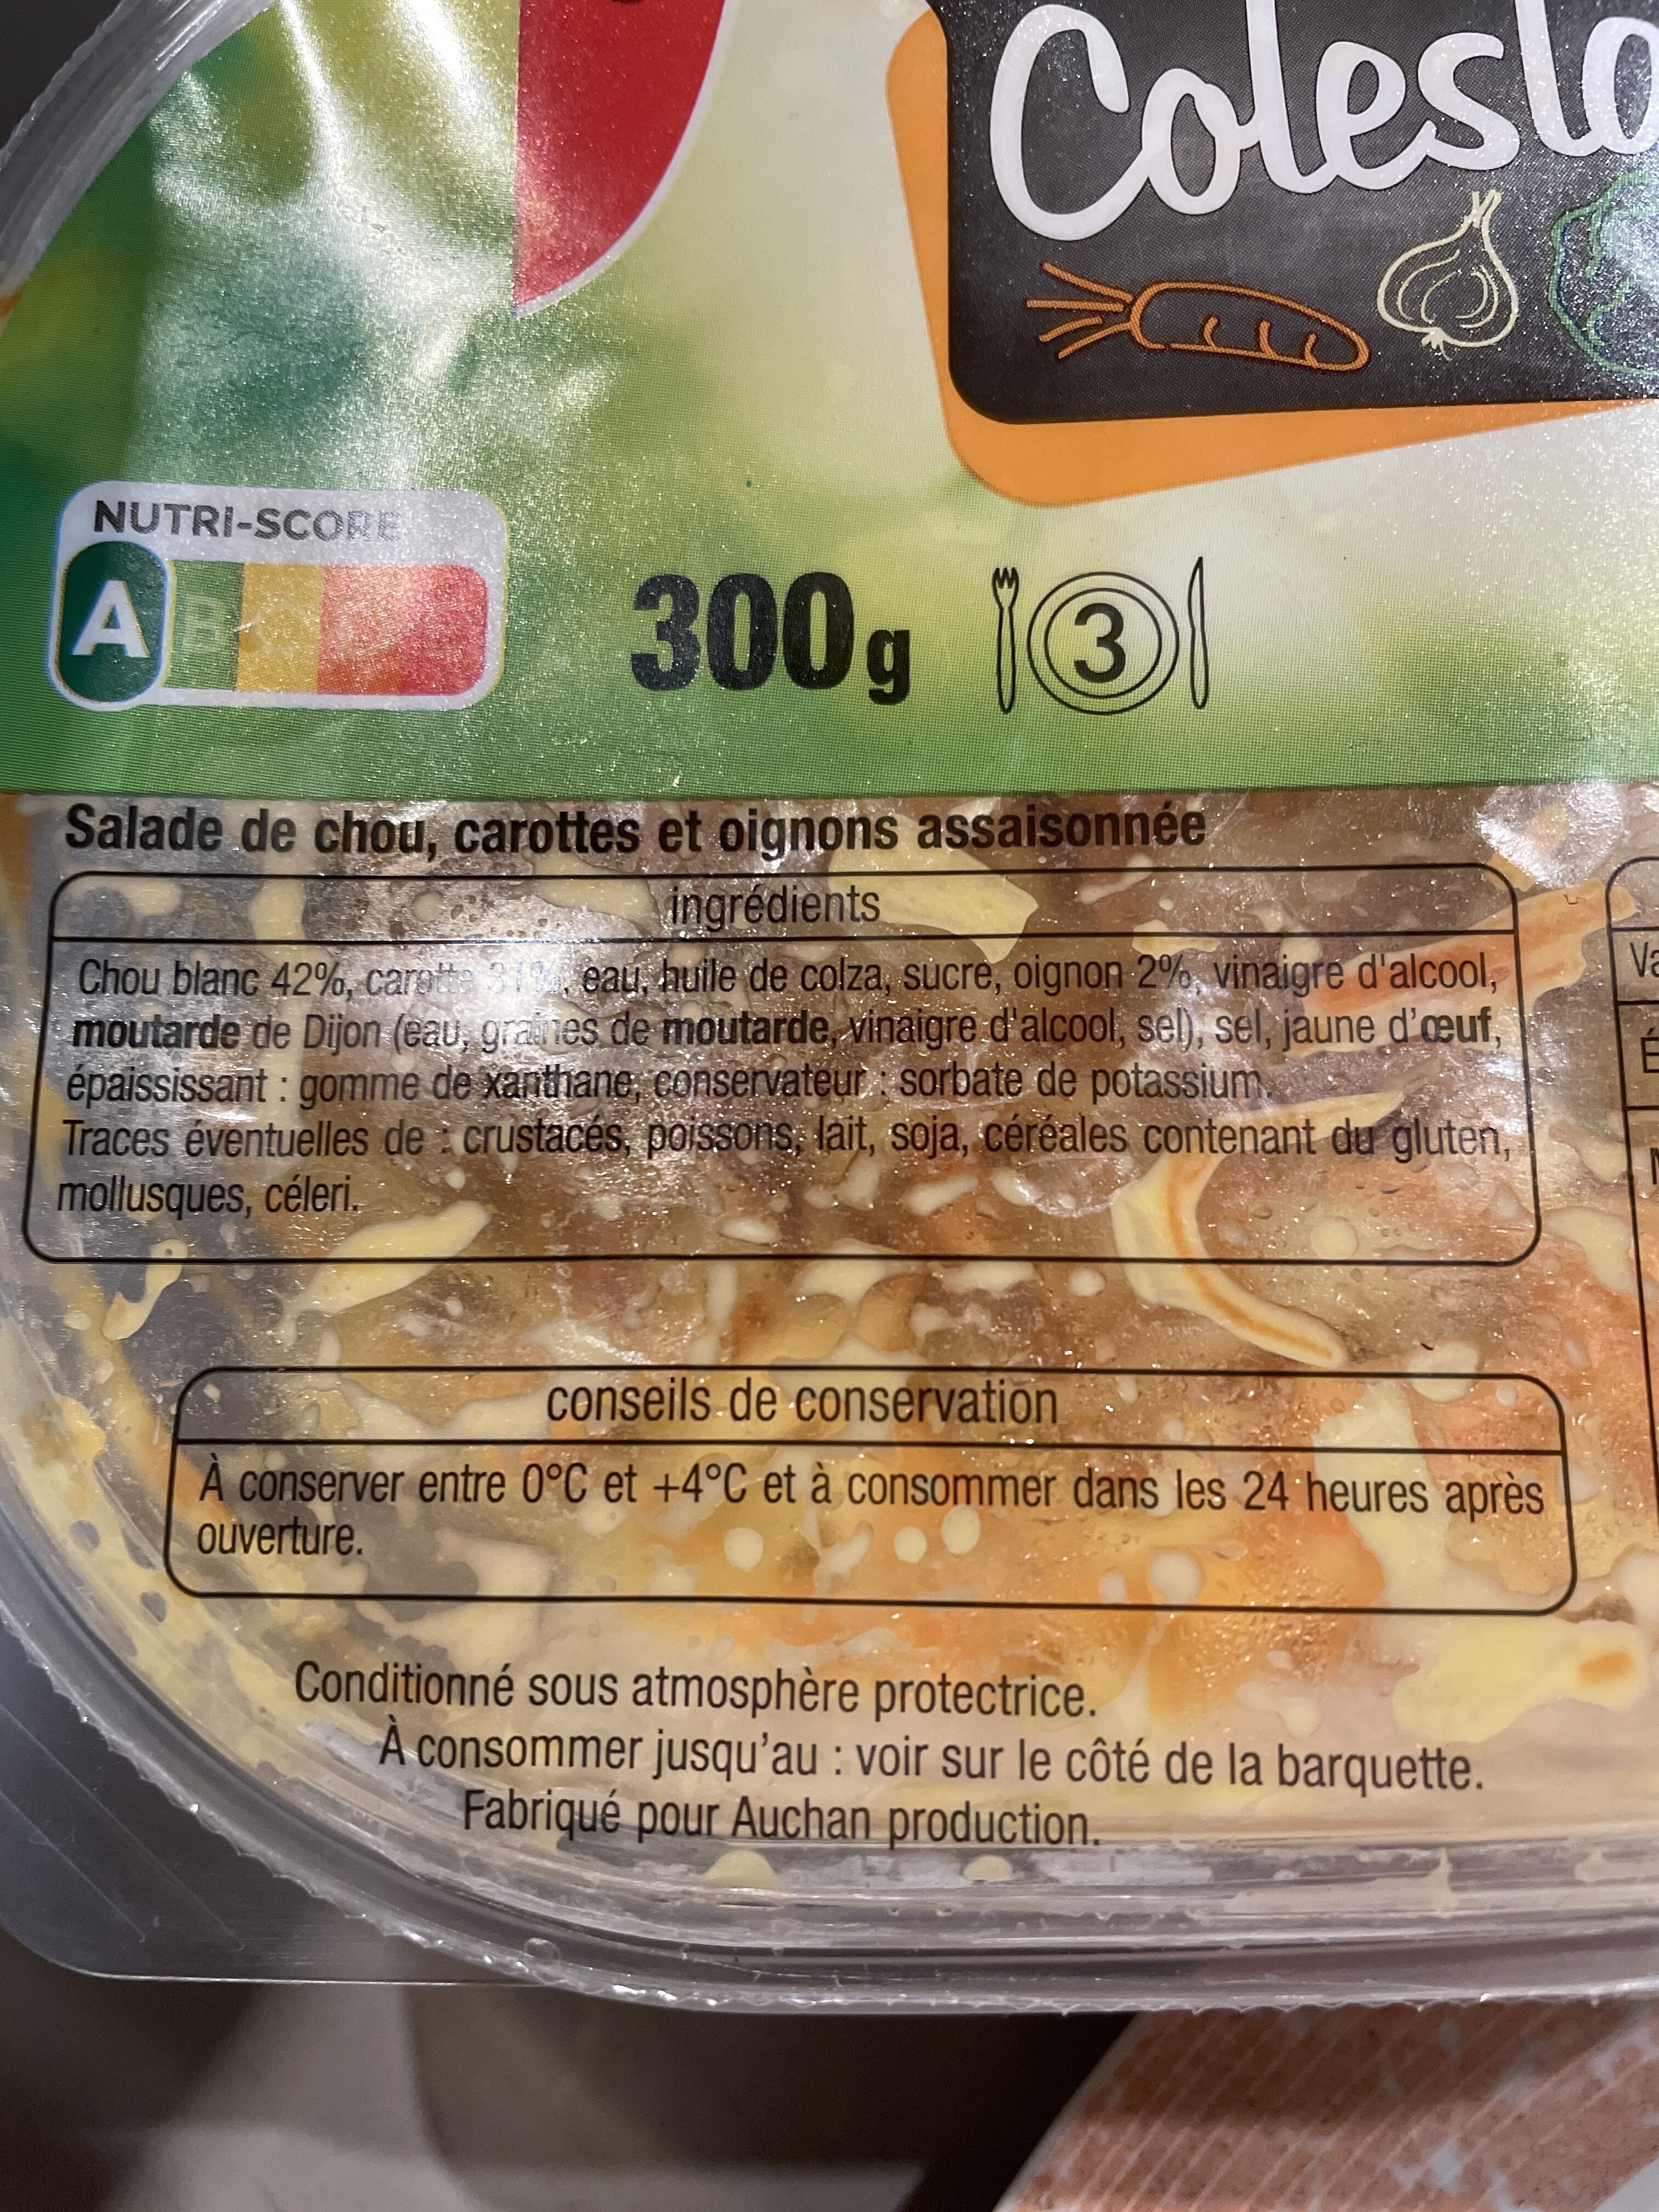 Colesla
NUTRI-SCORE
A B
300g
3
Salade de chou, carottes et oignons assaisonnée
ingrédients
Chou blanc 42%, carotte 31%, eau, huile de colza, sucre, oignon 2%, vinaigre d'alcool,
moutarde de Dijon (eau, graines de moutarde, vinaigre d'alcool, sel), sel, jaune d'œuf,
épaississant : gomme de xanthane, conservateur : sorbate de potassium.
Traces éventuelles de : crustacés, poissons, lait, soja, céréales contenant du gluten,
mollusques, céleri.
conseils de conservation
À conserver entre 0°C et +4°C et à consommer dans les 24 heures après
ouverture.
Conditionné sous atmosphère protectrice.
À consommer jusqu'au : voir sur le côté de la barquette.
Fabriqué pour Auchan production.